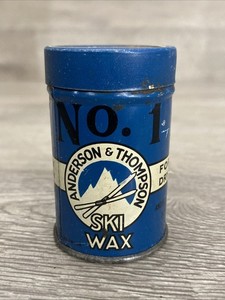 No. 1
ANDERSON & THOMPSON
SKI
WAX